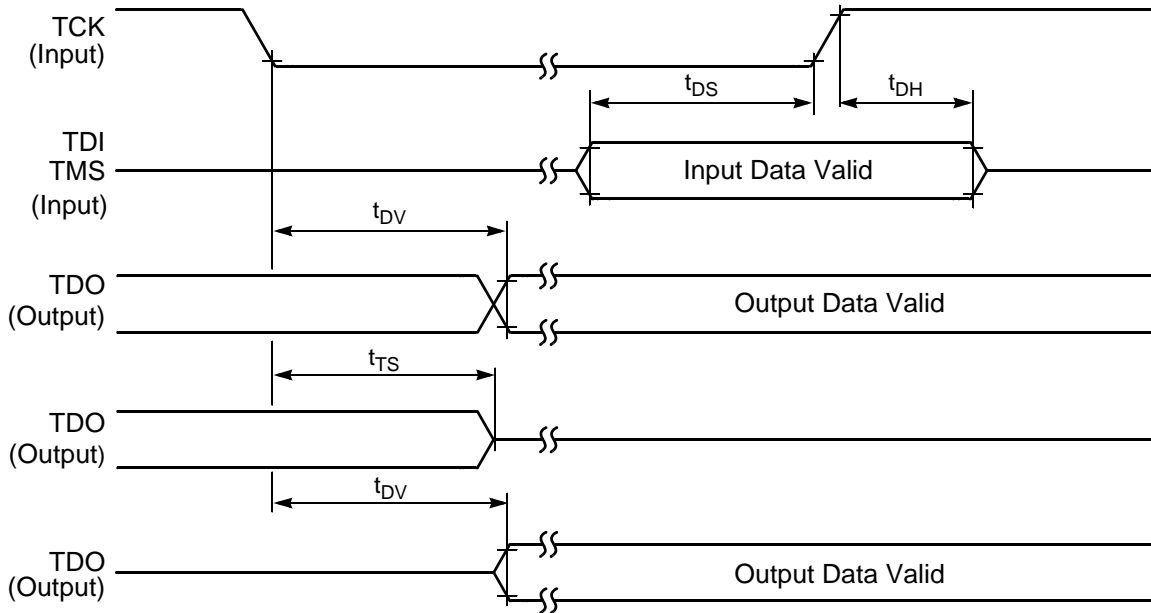 TCK
(Input)
tDS
tDH
TDI
TMS
(Input)
Input Data Valid
tDV
TDO
(Output)
Output Data Valid
tTS
TDO
(Output)
tDV
TDO
(Output)
Output Data Valid